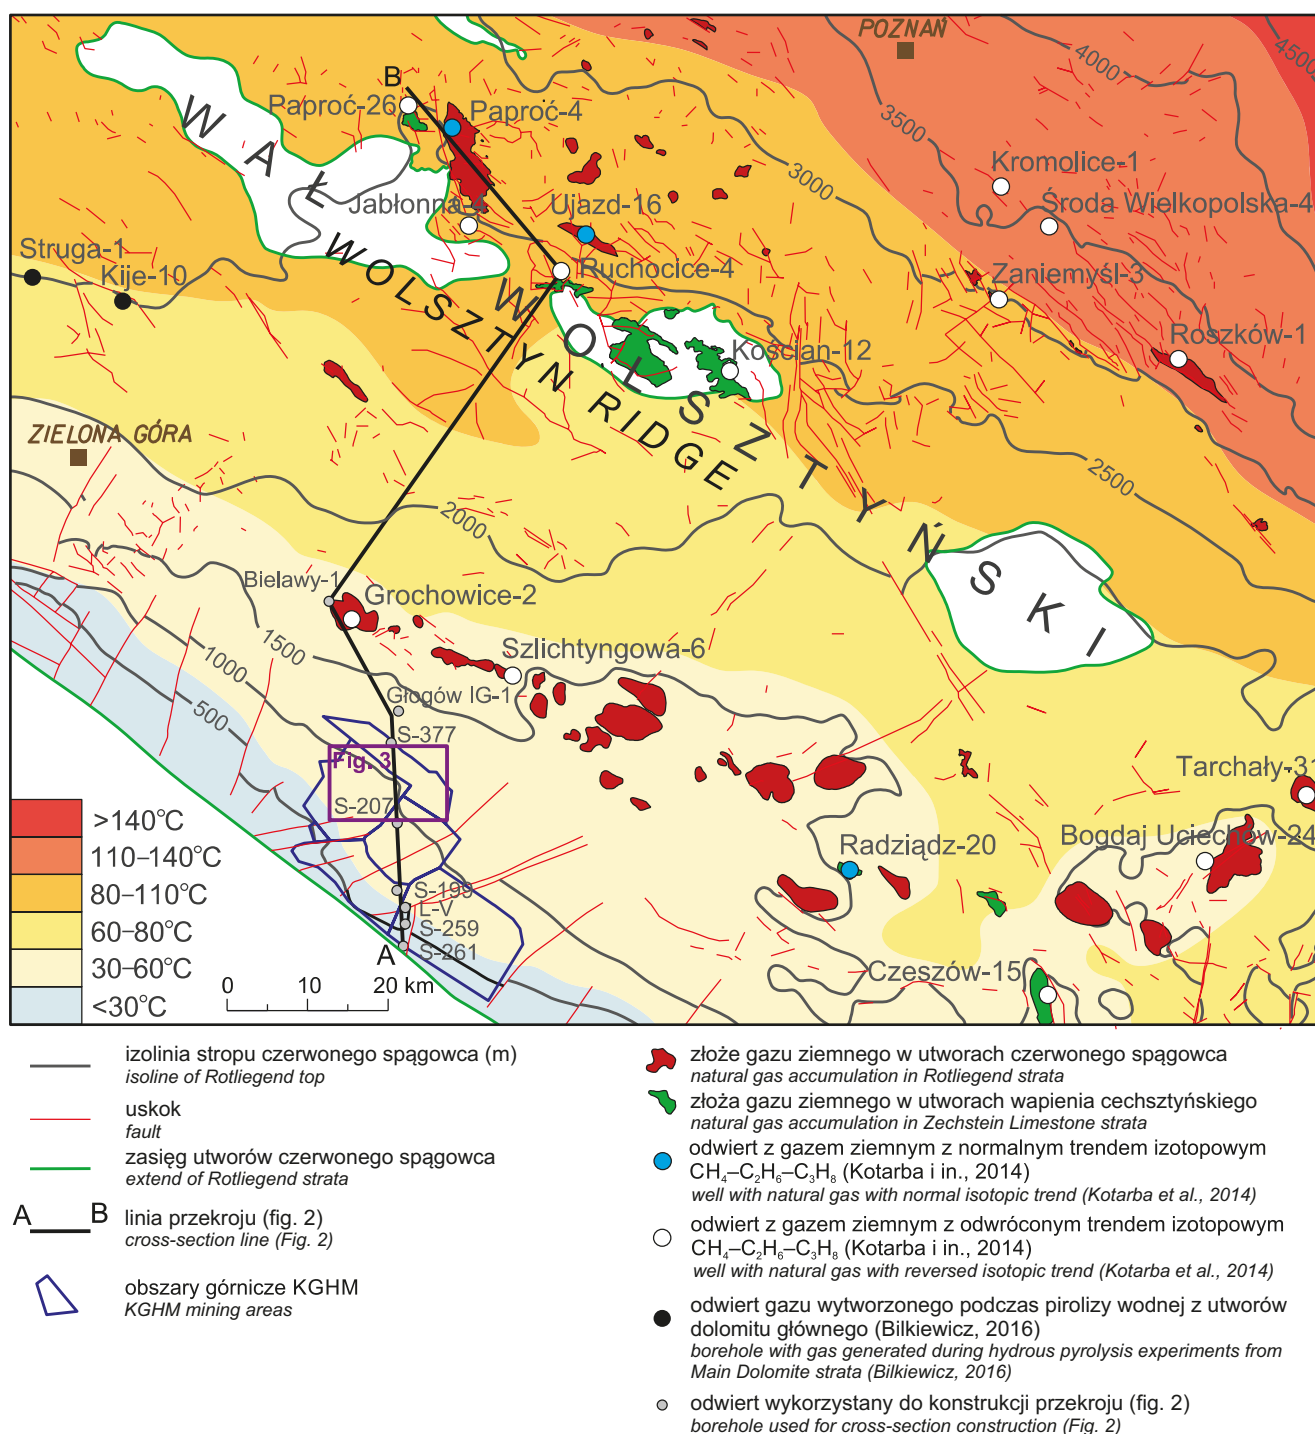 POZNAŃ
4500
4000
B
Paproć-26
Paproć-4
3500
3000
Kromolice-1
Środa Wielkopolska-4
WAŁ
Jabłonna-4
Ujazd-16
Struga-1
Kije-10
Ruchocice-4
Zaniemyśl-3
WOLSZTYN RIDGE
WOLSZTYŃSKI
Kościan-12
Roszków-1
ZIELONA GÓRA
2500
2000
Bielawy-1
Grochowice-2
1500
Szlichtyngowa-6
1000
500
Głogów IG-1
S-377
Fig. 3
S-207
Tarchały-31
Radziądz-20
Bogdaj Uciechów-24
S-199
L-V
S-259
S-261
A
Czeszów-15
>140°C
110–140°C
80–110°C
60–80°C
30–60°C
<30°C
0 10 20 km
izolinia stropu czerwonego spągowca (m)
isoline of Rotliegend top
uskok
fault
zasięg utworów czerwonego spągowca
extend of Rotliegend strata
A B linia przekroju (fig. 2)
cross-section line (Fig. 2)
obszary górnicze KGHM
KGHM mining areas
złoże gazu ziemnego w utworach czerwonego spągowca
natural gas accumulation in Rotliegend strata
złoża gazu ziemnego w utworach wapienia cechsztyńskiego
natural gas accumulation in Zechstein Limestone strata
odwiert z gazem ziemnym z normalnym trendem izotopowym
CH₄–C₂H₆–C₃H₈ (Kotarba i in., 2014)
well with natural gas with normal isotopic trend (Kotarba et al., 2014)
odwiert z gazem ziemnym z odwróconym trendem izotopowym
CH₄–C₂H₆–C₃H₈ (Kotarba i in., 2014)
well with natural gas with reversed isotopic trend (Kotarba et al., 2014)
odwiert gazu wytworzonego podczas pirolizy wodnej z utworów
dolomitu głównego (Bilkiewicz, 2016)
borehole with gas generated during hydrous pyrolysis experiments from
Main Dolomite strata (Bilkiewicz, 2016)
odwiert wykorzystany do konstrukcji przekroju (fig. 2)
borehole used for cross-section construction (Fig. 2)